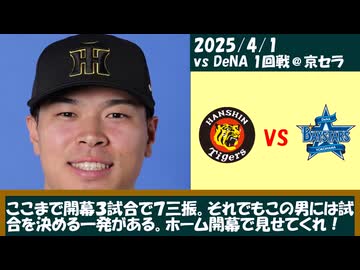 2025/4/1
vs DeNA 1回戦＠京セラ
HT
HANSHIN
Tigers
VS
BAYSTARS
ここまで開幕3試合で7三振。それでもこの男には試
合を決める一発がある。ホーム開幕で見せてくれ！